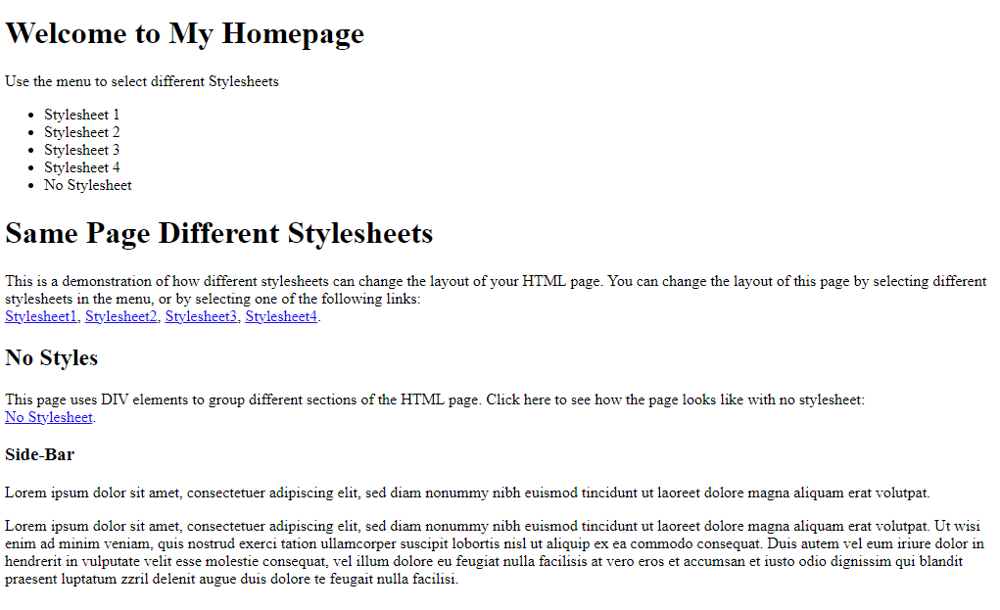 Welcome to My Homepage
Use the menu to select different Stylesheets
Stylesheet 1
Stylesheet 2
Stylesheet 3
Stylesheet 4
No Stylesheet
Same Page Different Stylesheets
This is a demonstration of how different stylesheets can change the layout of your HTML page. You can change the layout of this page by selecting different
stylesheets in the menu, or by selecting one of the following links:
Stylesheet1, Stylesheet2, Stylesheet3, Stylesheet4.
No Styles
This page uses DIV elements to group different sections of the HTML page. Click here to see how the page looks like with no stylesheet:
No Stylesheet.
Side-Bar
Lorem ipsum dolor sit amet, consectetuer adipiscing elit, sed diam nonummy nibh euismod tincidunt ut laoreet dolore magna aliquam erat volutpat.
Lorem ipsum dolor sit amet, consectetuer adipiscing elit, sed diam nonummy nibh euismod tincidunt ut laoreet dolore magna aliquam erat volutpat. Ut wisi
enim ad minim veniam, quis nostrud exerci tation ullamcorper suscipit lobortis nisl ut aliquip ex ea commodo consequat. Duis autem vel eum iriure dolor in
hendrerit in vulputate velit esse molestie consequat, vel illum dolore eu feugiat nulla facilisis at vero eros et accumsan et iusto odio dignissim qui blandit
praesent luptatum zzril delenit augue duis dolore te feugait nulla facilisi.